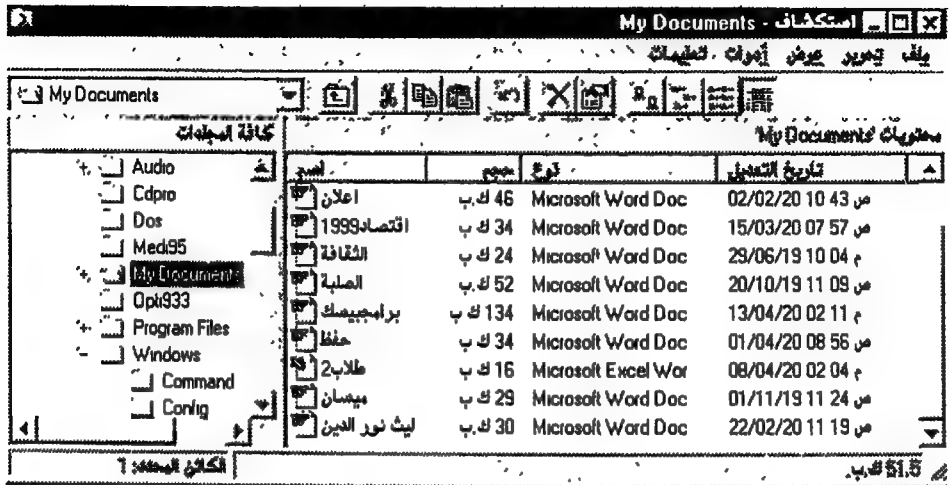 استكشاف - My Documents
ملف تحرير عرض أدوات تعليمات
My Documents
كافة المجلدات
محتويات 'My Documents'
Audio
Cdpro
Dos
Medi95
My Documents
Opti933
Program Files
Windows
Command
Config
اسم حجم نوع تاريخ التعديل
اعلان 46 ك.ب Microsoft Word Doc 02/02/20 10 43 ص
اقتصاد1999 34 ك.ب Microsoft Word Doc 15/03/20 07 57 ص
الثقافة 24 ك.ب Microsoft Word Doc 29/06/19 10 04 م
الصلبة 52 ك.ب Microsoft Word Doc 20/10/19 11 09 ص
برامجبيسك 134 ك.ب Microsoft Word Doc 13/04/20 02 11 م
حفظ 34 ك.ب Microsoft Word Doc 01/04/20 08 56 ص
طلاب2 16 ك.ب Microsoft Excel Wor 08/04/20 02 04 م
ميسان 29 ك.ب Microsoft Word Doc 01/11/19 11 24 ص
ليث نور الدين 30 ك.ب Microsoft Word Doc 22/02/20 11 19 ص
الكائن المحدد: 1
51.5 ك.ب.